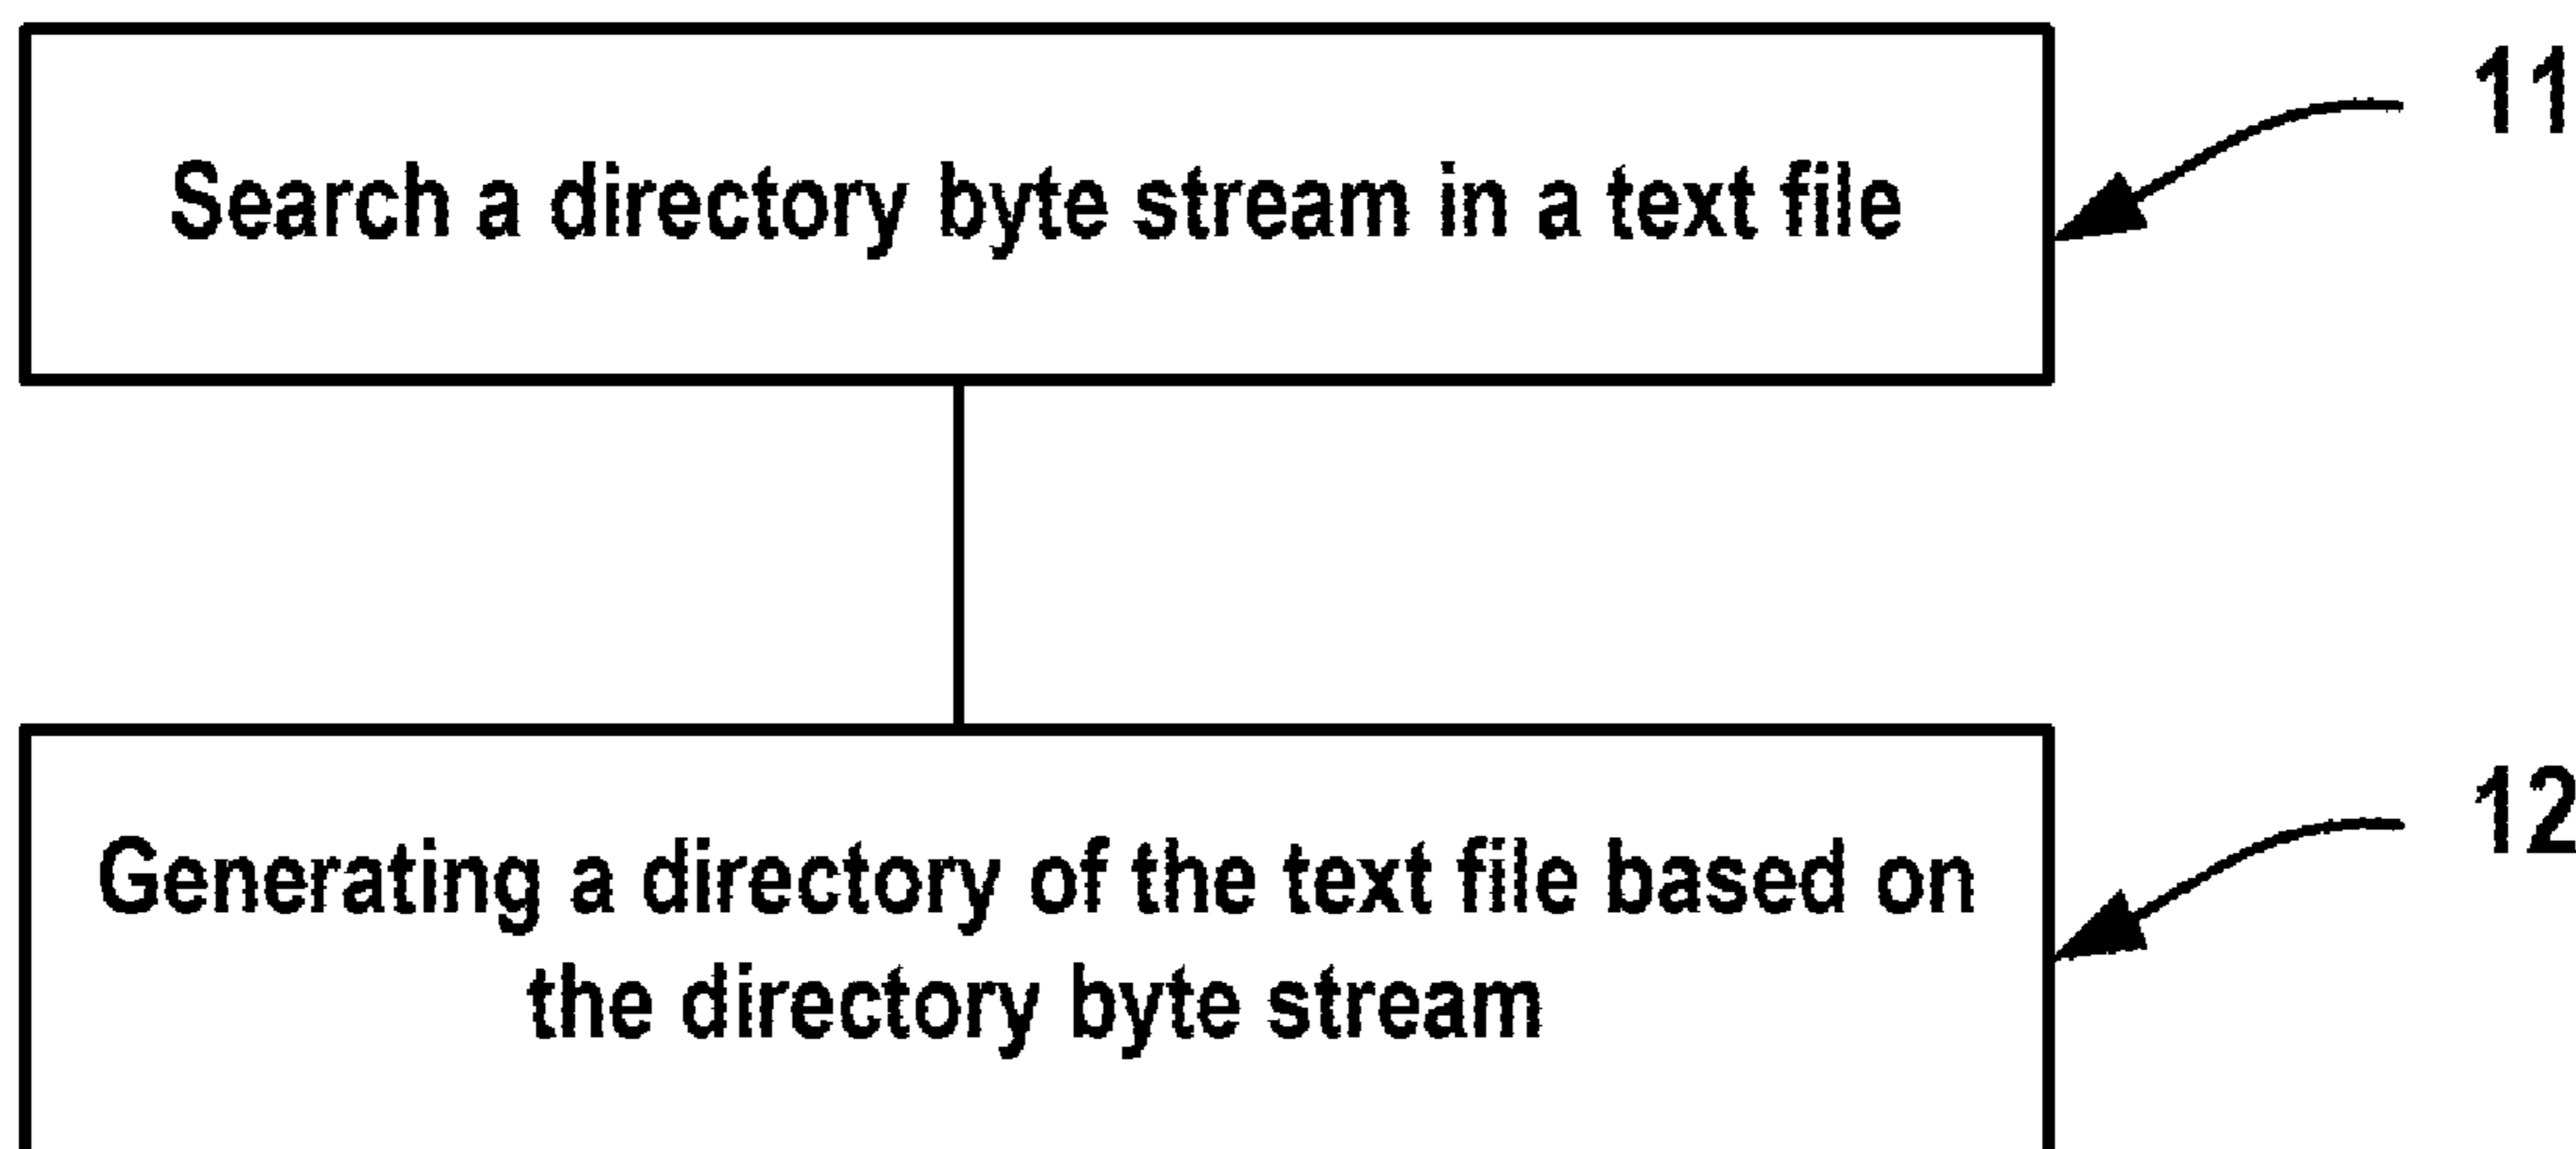 Search a directory byte stream in a text file
11
Generating a directory of the text file based on
the directory byte stream
12